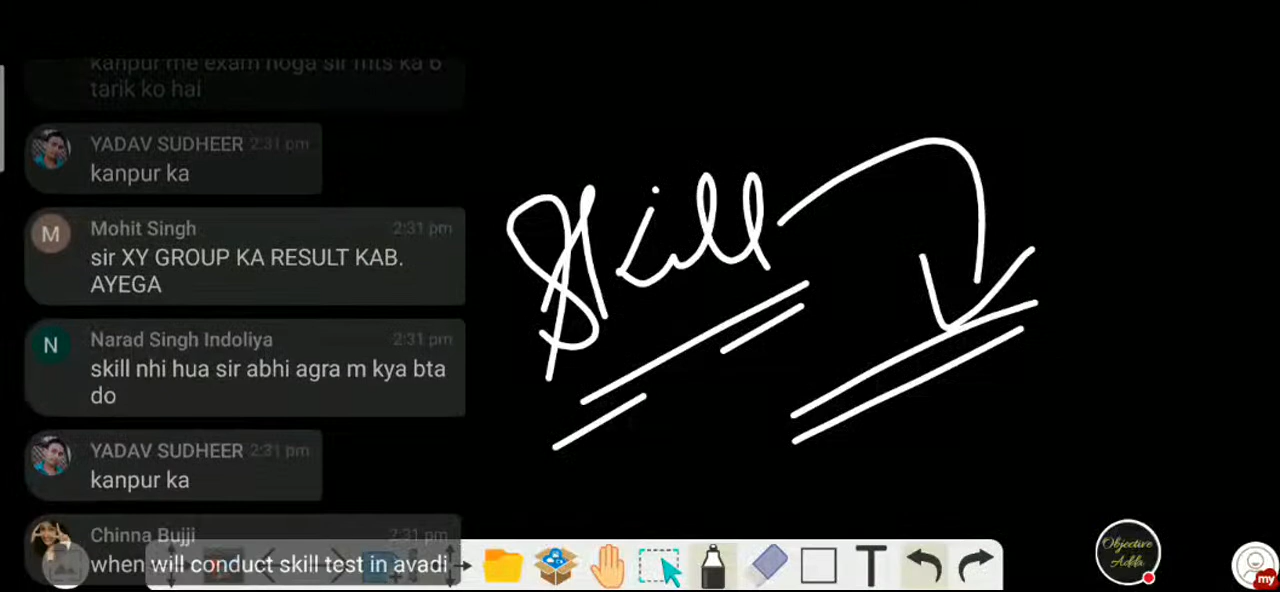 kanpur me exam hoga sir mts ka 6
tarik ko hai
YADAV SUDHEER 2:31 pm
kanpur ka
M Mohit Singh 2:31 pm
sir XY GROUP KA RESULT KAB.
AYEGA
N Narad Singh Indoliya 2:31 pm
skill nhi hua sir abhi agra m kya bta
do
YADAV SUDHEER 2:31 pm
kanpur ka
Chinna Bujji 2:31 pm
when will conduct skill test in avadi
Skill
T
Objective
Adda
my